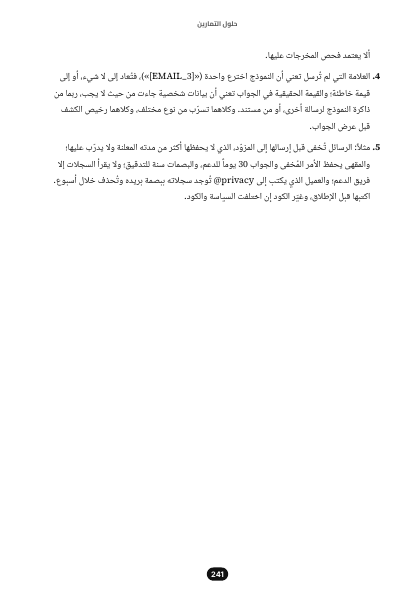 حلول التمارين
ألا يعتمد فحص المخرجات عليها.
4. العلامة التي لم تُرسل تعني أن النموذج اخترع واحدة («[EMAIL_3]»)، فتُعاد إلى لا شيء، أو إلى
قيمة خاطئة؛ والقيمة الحقيقية في الجواب تعني أن بيانات شخصية جاءت من حيث لا يجب، ربما من
ذاكرة النموذج لرسالة أخرى، أو من مستند. وكلاهما تسرّب من نوع مختلف، وكلاهما رخيص الكشف
قبل عرض الجواب.
5. مثلاً: الرسائل تُخفى قبل إرسالها إلى المزوّد، الذي لا يحفظها أكثر من مدته المعلنة ولا يدرّب عليها؛
والمقهى يحفظ الأمر المُخفى والجواب 30 يوماً للدعم، والبصمات سنة للتدقيق؛ ولا يقرأ السجلات إلا
فريق الدعم؛ والعميل الذي يكتب إلى privacy@ تُوجد سجلاته ببصمة بريده وتُحذف خلال أسبوع.
اكتبها قبل الإطلاق، وغيّر الكود إن اختلفت السياسة والكود.
241